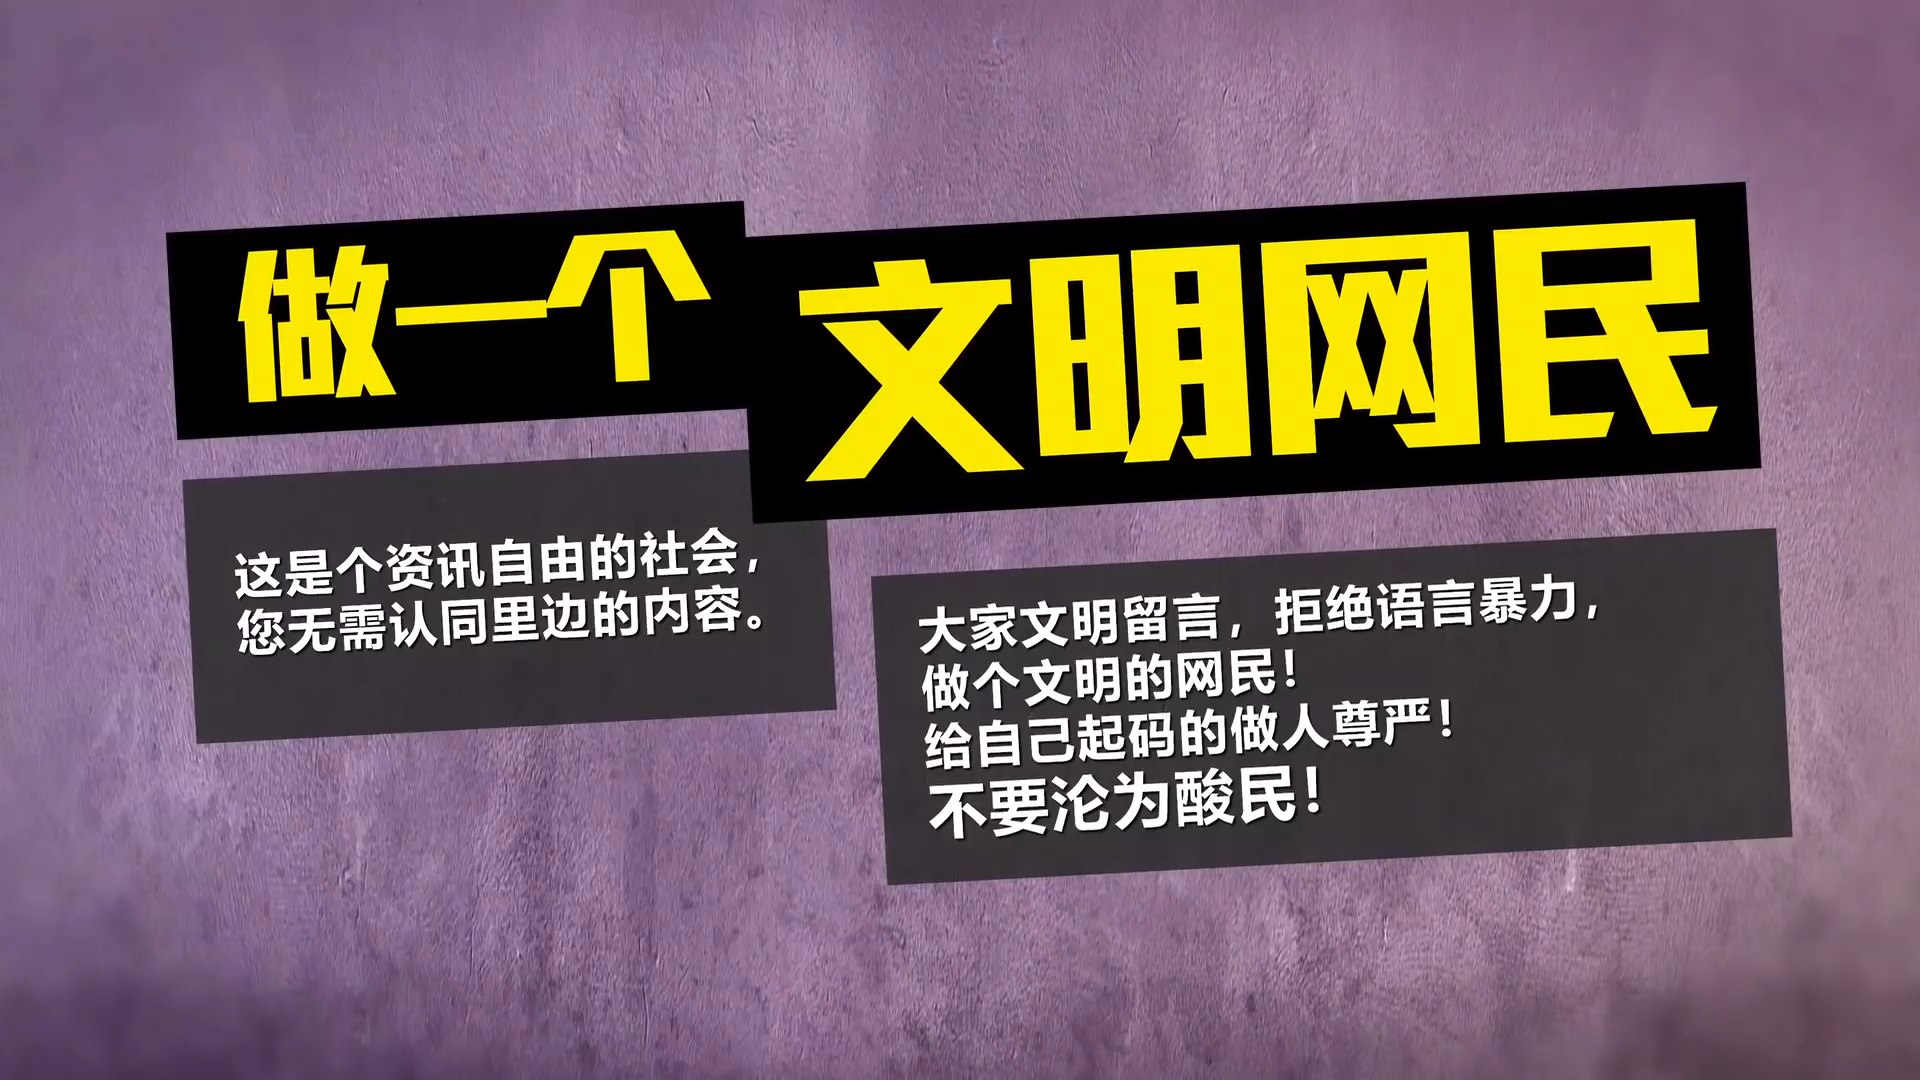 做一个
文明网民
这是个资讯自由的社会，
您无需认同里边的内容。
大家文明留言，拒绝语言暴力，
做个文明的网民！
给自己起码的做人尊严！
不要沦为酸民！